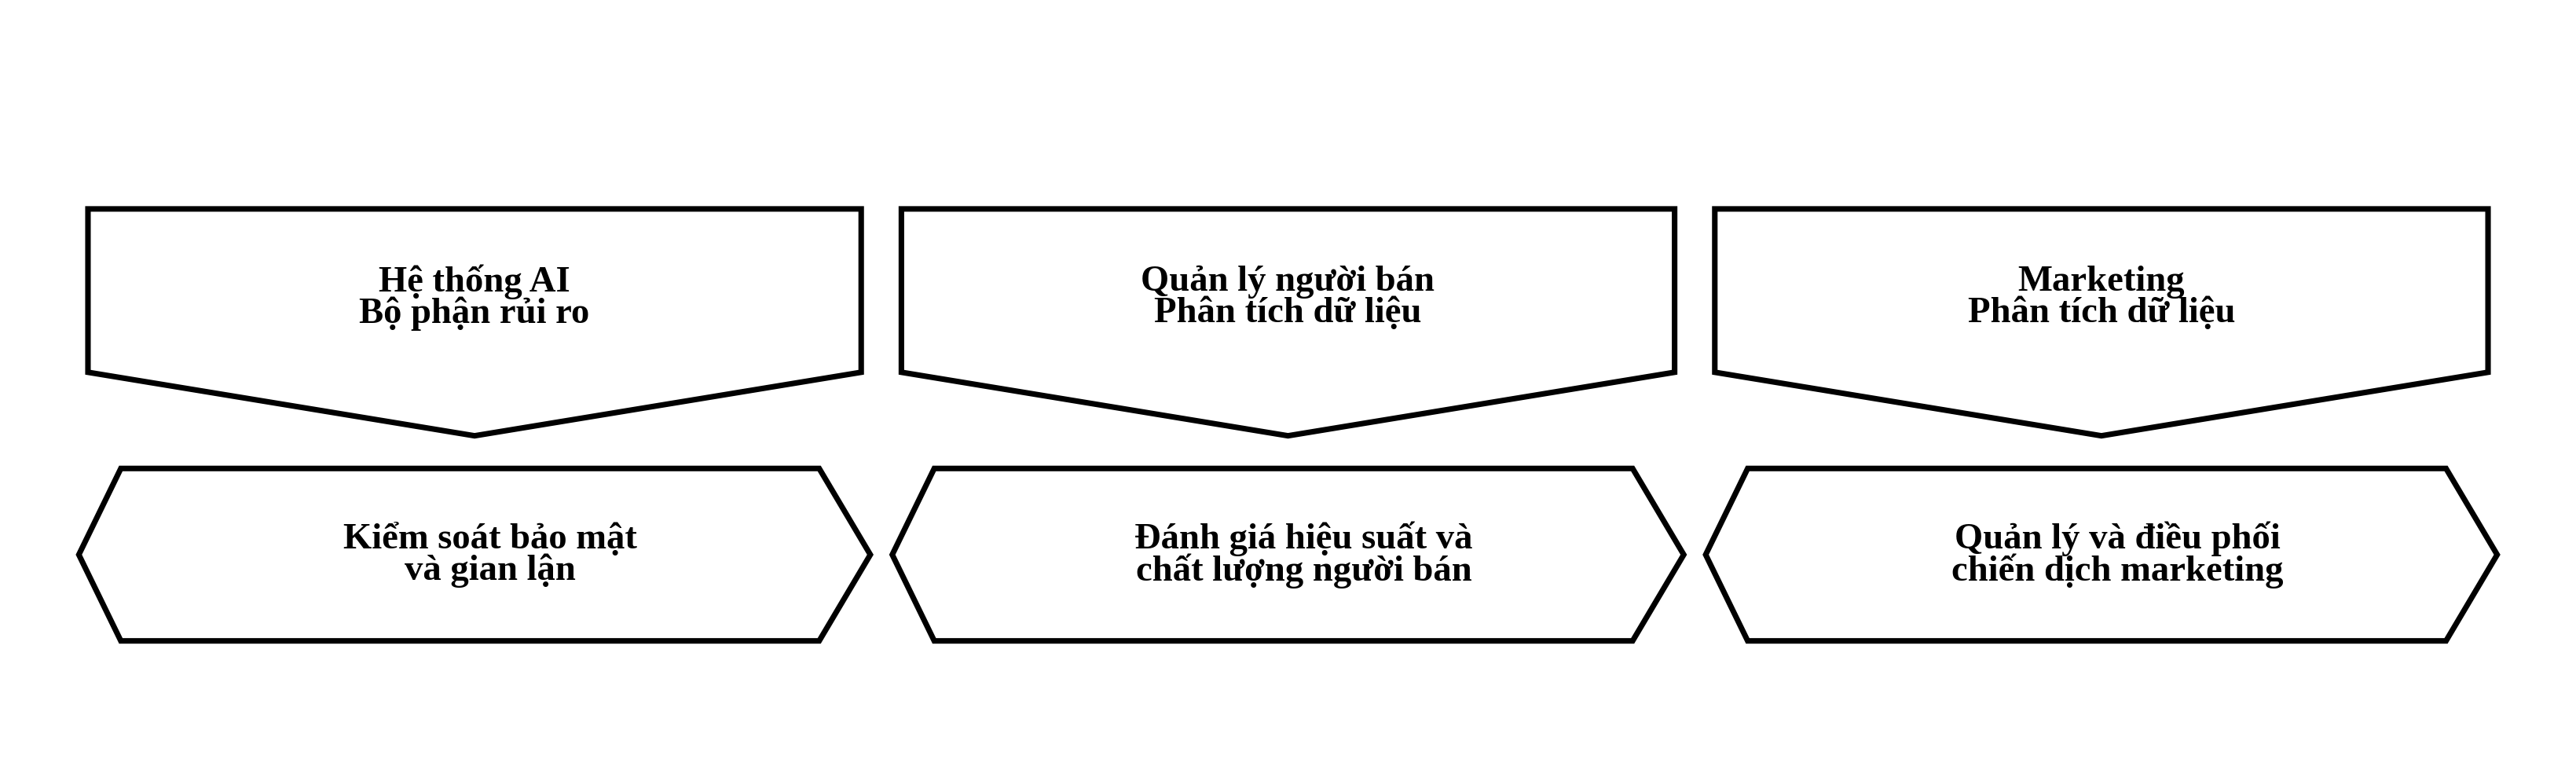 Hệ thống AI
Bộ phận rủi ro
Quản lý người bán
Phân tích dữ liệu
Marketing
Phân tích dữ liệu
Kiểm soát bảo mật
và gian lận
Đánh giá hiệu suất và
chất lượng người bán
Quản lý và điều phối
chiến dịch marketing